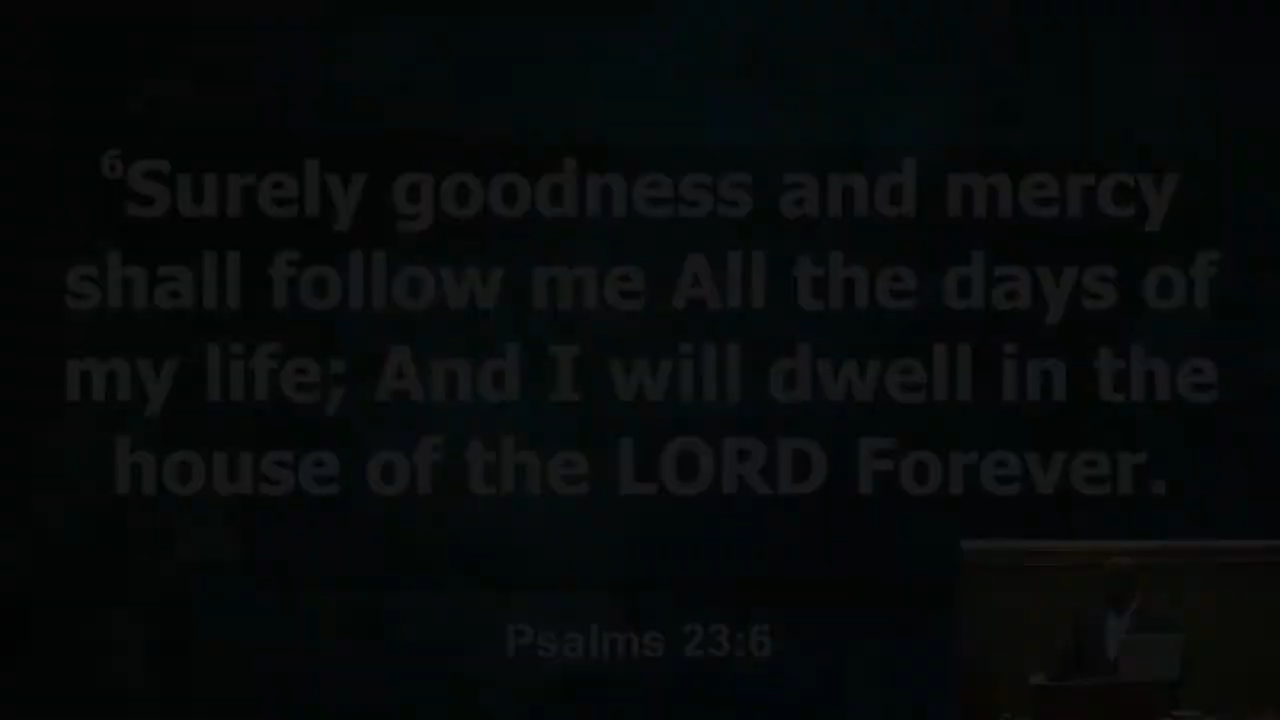 ⁶Surely goodness and mercy
shall follow me All the days of
my life; And I will dwell in the
house of the LORD Forever.
Psalms 23:6